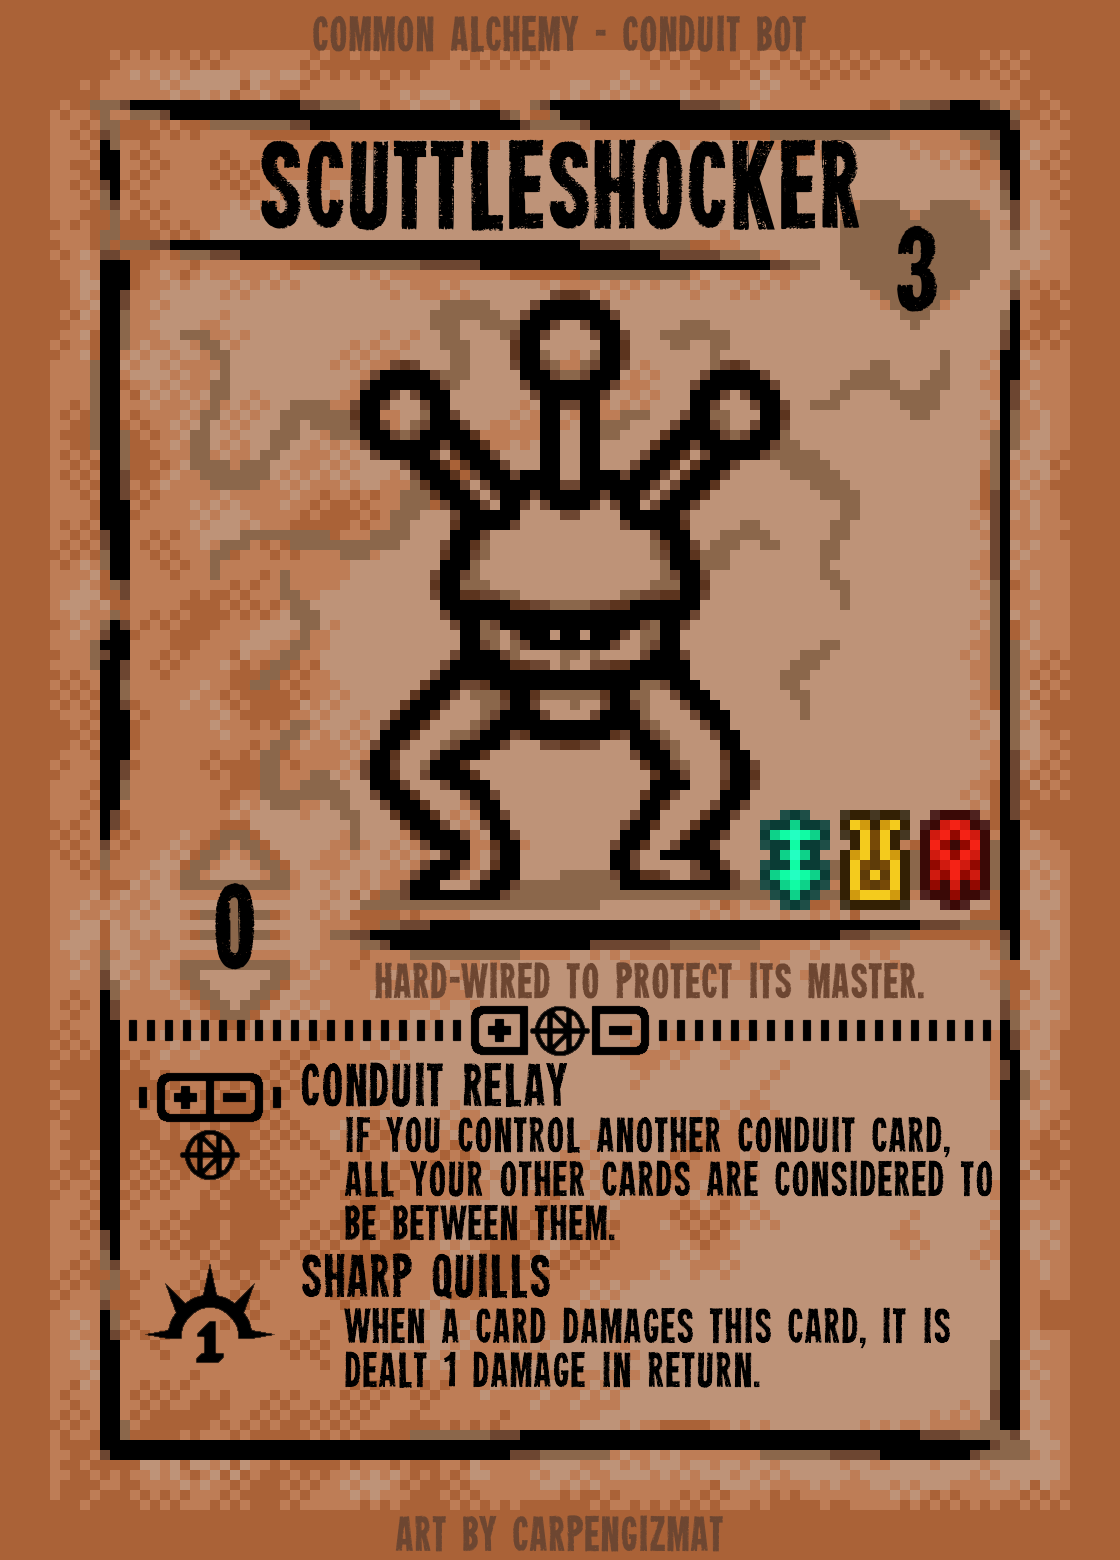 COMMON ALCHEMY - CONDUIT BOT
SCUTTLESHOCKER
3
0
HARD-WIRED TO PROTECT ITS MASTER.
CONDUIT RELAY
IF YOU CONTROL ANOTHER CONDUIT CARD,
ALL YOUR OTHER CARDS ARE CONSIDERED TO
BE BETWEEN THEM.
SHARP QUILLS
1
WHEN A CARD DAMAGES THIS CARD, IT IS
DEALT 1 DAMAGE IN RETURN.
ART BY CARPENGIZMAT